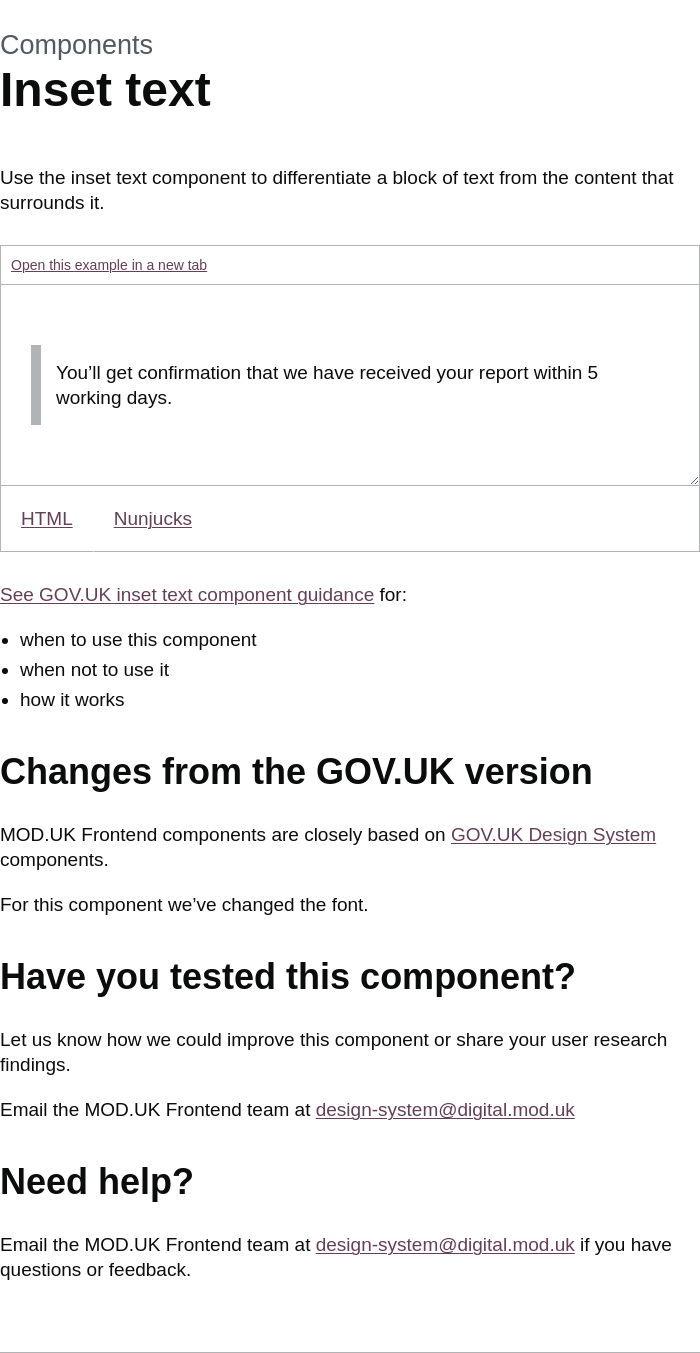 Components
Inset text
Use the inset text component to differentiate a block of text from the content that
surrounds it.
Open this example in a new tab
You’ll get confirmation that we have received your report within 5
working days.
HTML Nunjucks
See GOV.UK inset text component guidance for:
• when to use this component
• when not to use it
• how it works
Changes from the GOV.UK version
MOD.UK Frontend components are closely based on GOV.UK Design System
components.
For this component we’ve changed the font.
Have you tested this component?
Let us know how we could improve this component or share your user research
findings.
Email the MOD.UK Frontend team at design-system@digital.mod.uk
Need help?
Email the MOD.UK Frontend team at design-system@digital.mod.uk if you have
questions or feedback.